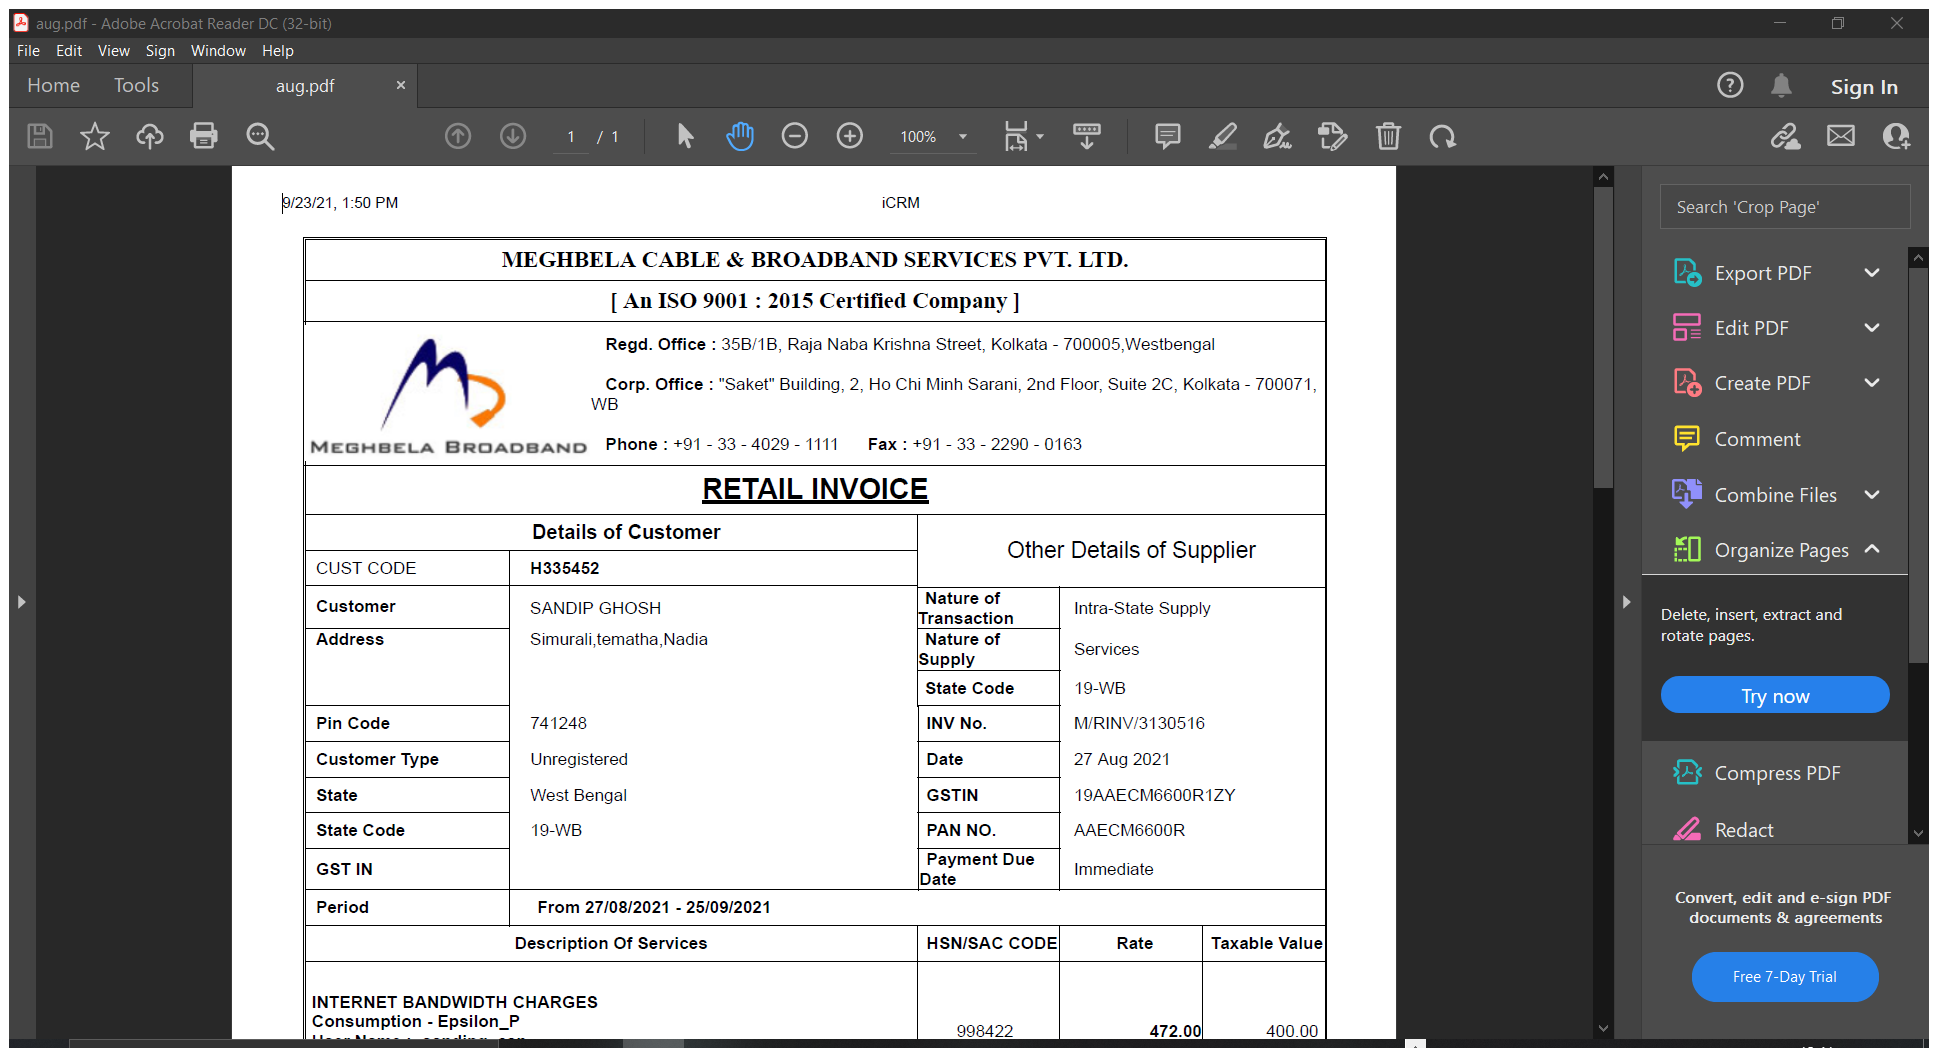 aug.pdf - Adobe Acrobat Reader DC (32-bit)
File Edit View Sign Window Help
Home Tools aug.pdf × Sign In
1 / 1 100%
9/23/21, 1:50 PM iCRM
MEGHBELA CABLE & BROADBAND SERVICES PVT. LTD.
[ An ISO 9001 : 2015 Certified Company ]
MEGHBELA BROADBAND
Regd. Office : 35B/1B, Raja Naba Krishna Street, Kolkata - 700005,Westbengal
Corp. Office : "Saket" Building, 2, Ho Chi Minh Sarani, 2nd Floor, Suite 2C, Kolkata - 700071,
WB
Phone : +91 - 33 - 4029 - 1111 Fax : +91 - 33 - 2290 - 0163
RETAIL INVOICE
Details of Customer
CUST CODE H335452
Customer SANDIP GHOSH
Address Simurali,tematha,Nadia
Pin Code 741248
Customer Type Unregistered
State West Bengal
State Code 19-WB
GST IN
Other Details of Supplier
Nature of
Transaction Intra-State Supply
Nature of
Supply Services
State Code 19-WB
INV No. M/RINV/3130516
Date 27 Aug 2021
GSTIN 19AAECM6600R1ZY
PAN NO. AAECM6600R
Payment Due
Date Immediate
Period From 27/08/2021 - 25/09/2021
Description Of Services HSN/SAC CODE Rate Taxable Value
INTERNET BANDWIDTH CHARGES
Consumption - Epsilon_P
998422 472.00 400.00
Search 'Crop Page'
Export PDF
Edit PDF
Create PDF
Comment
Combine Files
Organize Pages
Delete, insert, extract and
rotate pages.
Try now
Compress PDF
Redact
Convert, edit and e-sign PDF
documents & agreements
Free 7-Day Trial